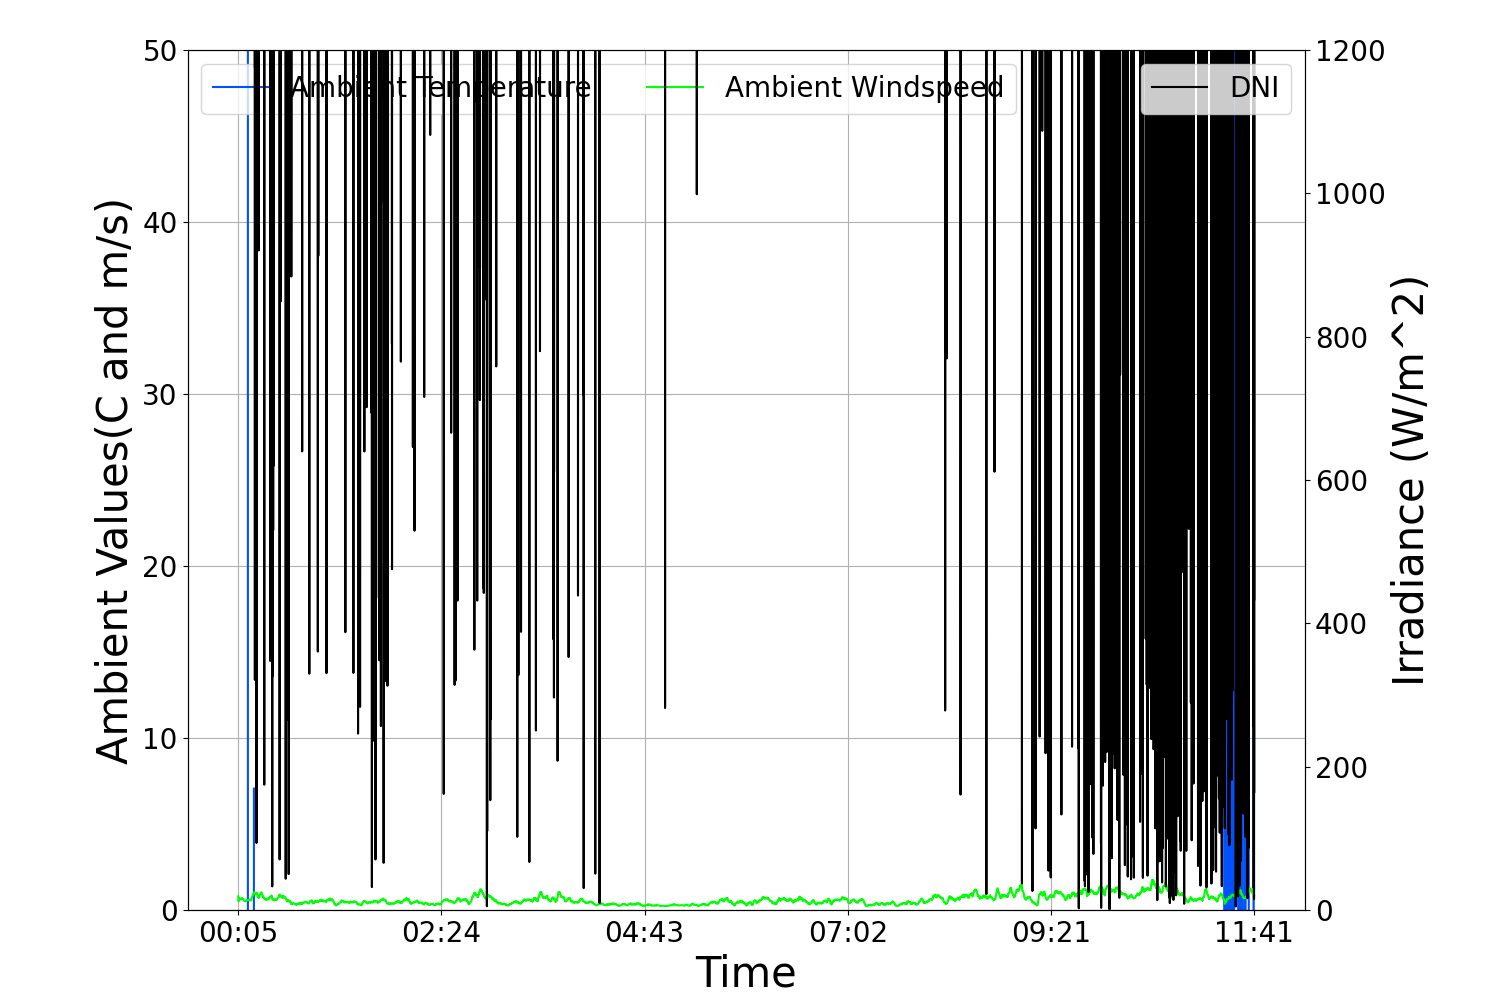 Ambient Temperature
Ambient Windspeed
DNI
50
40
30
20
10
0
Ambient Values(C and m/s)
1200
1000
800
600
400
200
0
Irradiance (W/m^2)
00:05 02:24 04:43 07:02 09:21 11:41
Time